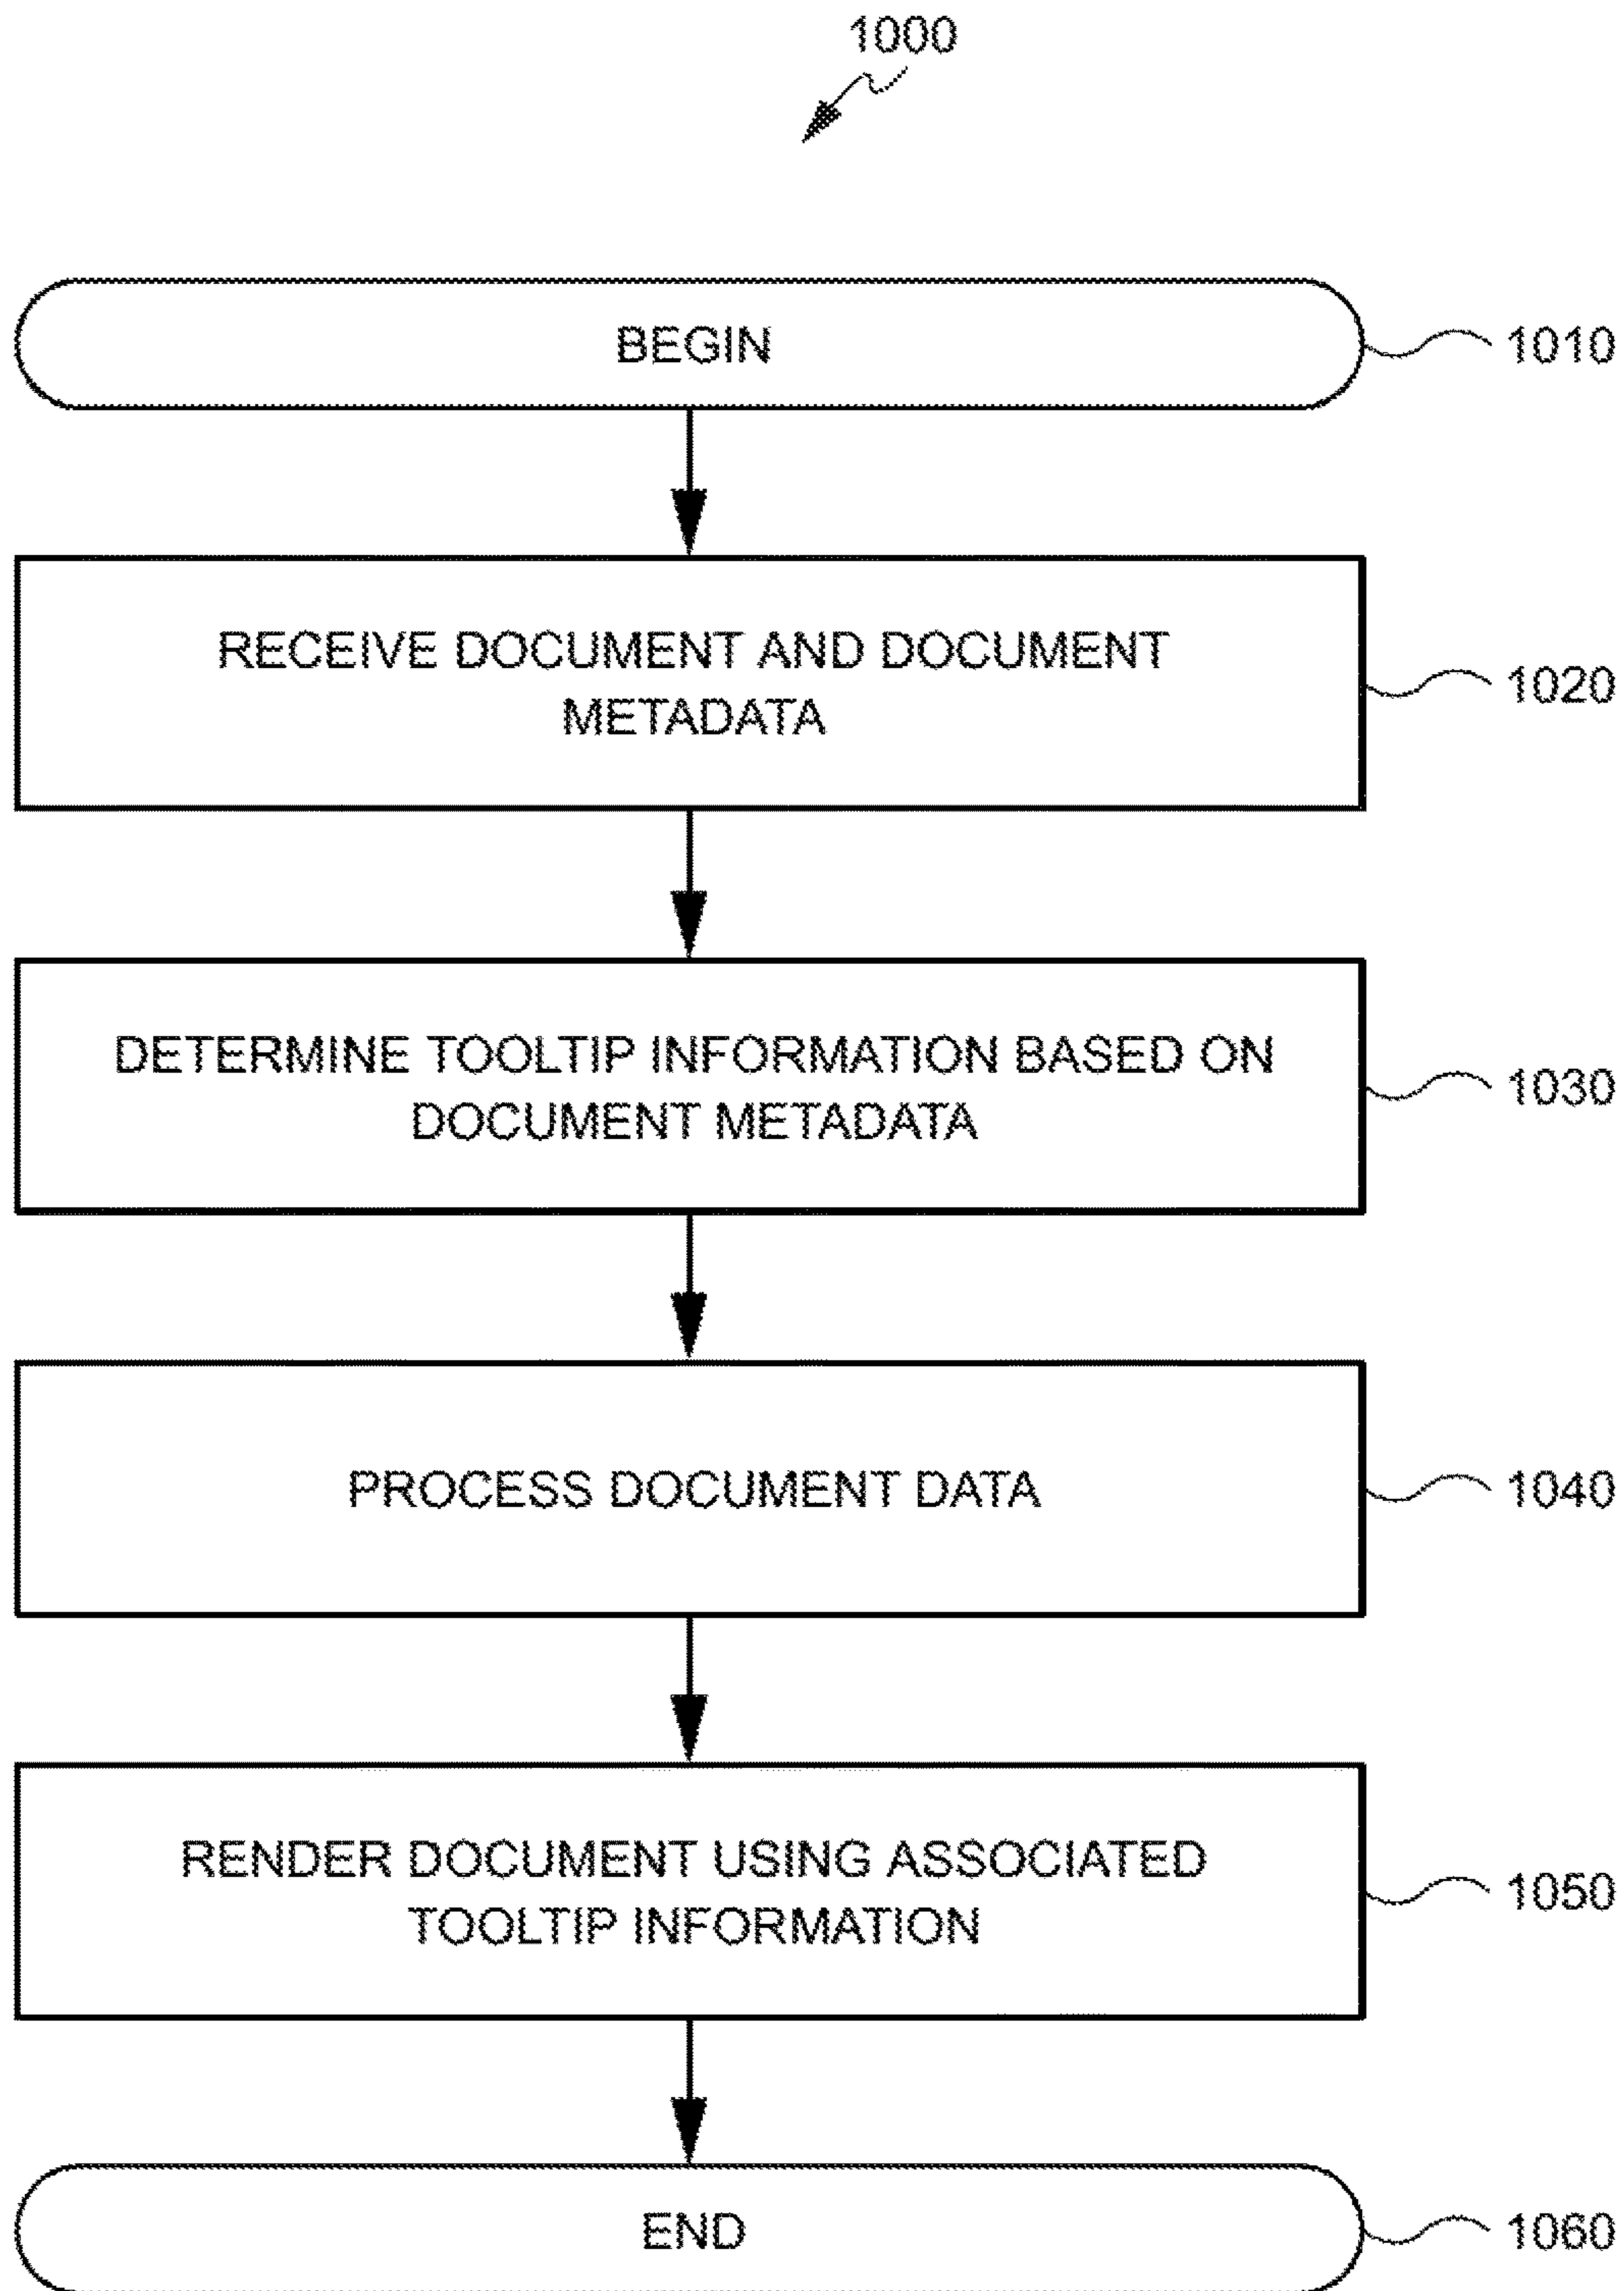 1000
BEGIN
1010
RECEIVE DOCUMENT AND DOCUMENT
METADATA
1020
DETERMINE TOOLTIP INFORMATION BASED ON
DOCUMENT METADATA
1030
PROCESS DOCUMENT DATA
1040
RENDER DOCUMENT USING ASSOCIATED
TOOLTIP INFORMATION
1050
END
1060